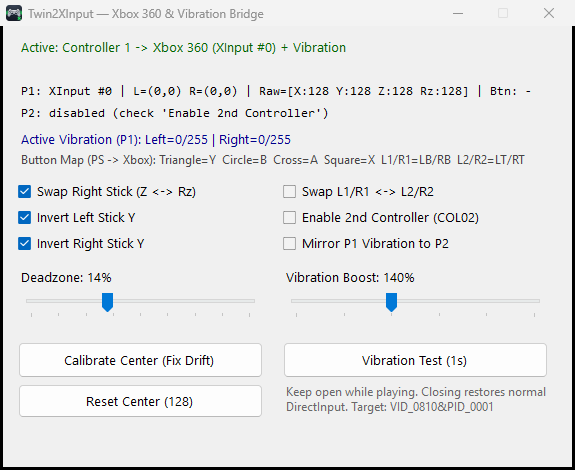 Twin2XInput — Xbox 360 & Vibration Bridge
Active: Controller 1 -> Xbox 360 (XInput #0) + Vibration
P1: XInput #0 | L=(0,0) R=(0,0) | Raw=[X:128 Y:128 Z:128 Rz:128] | Btn: -
P2: disabled (check 'Enable 2nd Controller')
Active Vibration (P1): Left=0/255 | Right=0/255
Button Map (PS -> Xbox): Triangle=Y  Circle=B  Cross=A  Square=X  L1/R1=LB/RB  L2/R2=LT/RT
Swap Right Stick (Z <-> Rz)
Swap L1/R1 <-> L2/R2
Invert Left Stick Y
Enable 2nd Controller (COL02)
Invert Right Stick Y
Mirror P1 Vibration to P2
Deadzone: 14%
Vibration Boost: 140%
Calibrate Center (Fix Drift)
Vibration Test (1s)
Reset Center (128)
Keep open while playing. Closing restores normal
DirectInput. Target: VID_0810&PID_0001